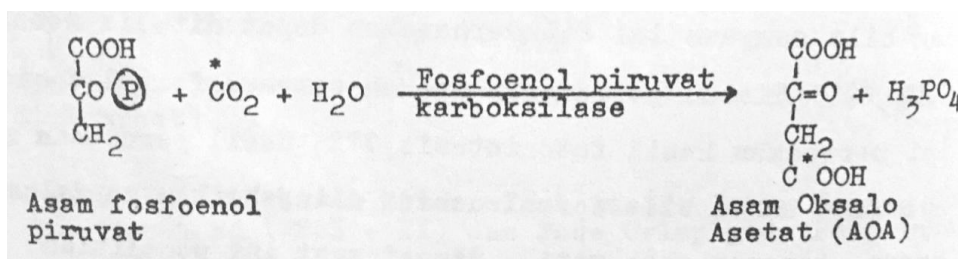 COOH
CO Ⓟ + *CO2 + H2O
CH2
Asam fosfoenol
piruvat
Fosfoenol piruvat
karboksilase
COOH
C=O + H3PO4
CH2
C* OOH
Asam Oksalo
Asetat (AOA)